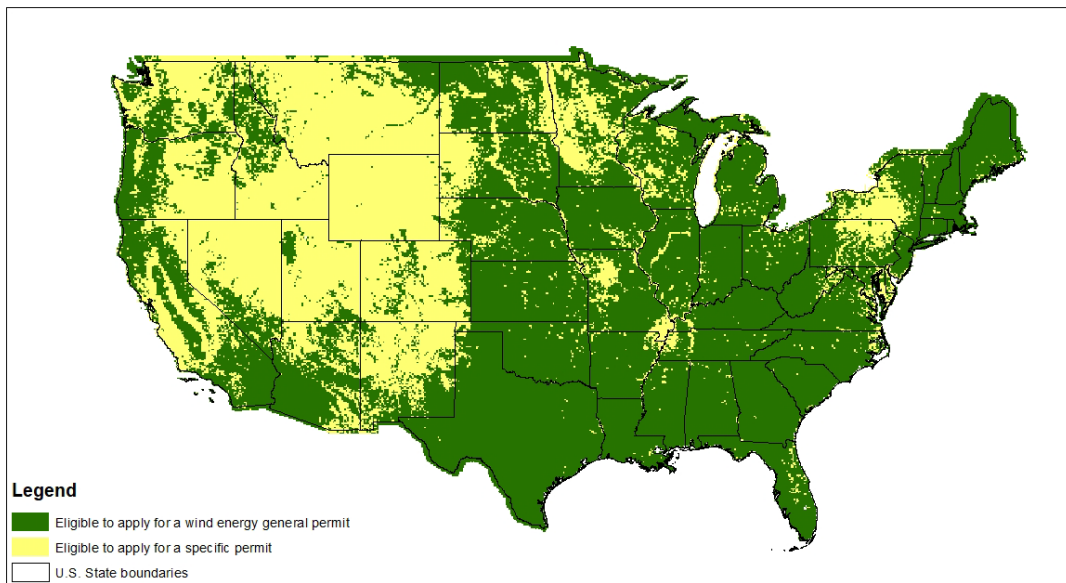 Legend
Eligible to apply for a wind energy general permit
Eligible to apply for a specific permit
U.S. State boundaries